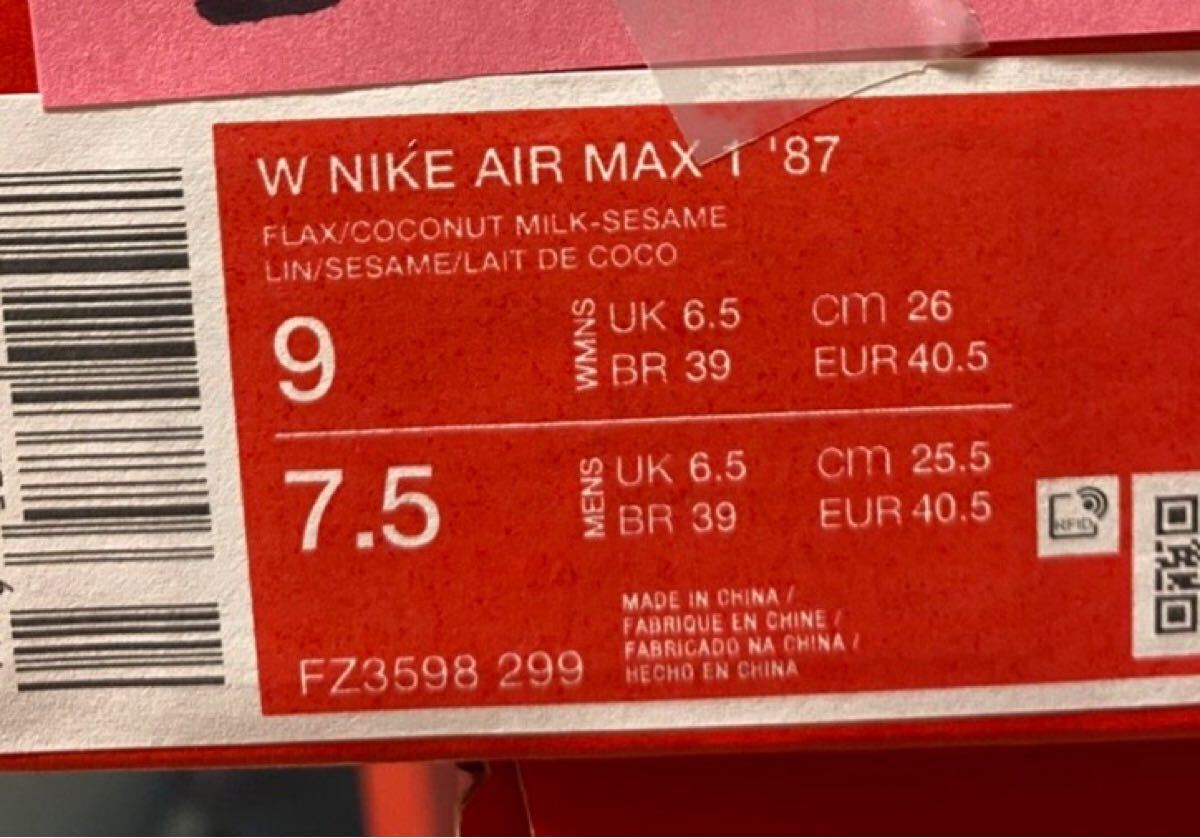 W NIKE AIR MAX 1 '87
FLAX/COCONUT MILK-SESAME
LIN/SESAME/LAIT DE COCO
9 WMNS UK 6.5 cm 26
BR 39 EUR 40.5
7.5 MENS UK 6.5 cm 25.5
BR 39 EUR 40.5
RFID
MADE IN CHINA /
FABRIQUE EN CHINE /
FABRICADO NA CHINA /
HECHO EN CHINA
FZ3598 299